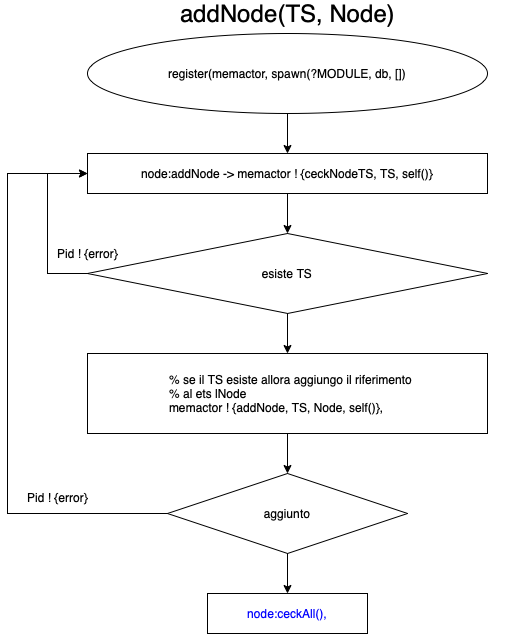 addNode(TS, Node)
register(memactor, spawn(?MODULE, db, [])
node:addNode -> memactor ! {ceckNodeTS, TS, self()}
Pid ! {error}
esiste TS
% se il TS esiste allora aggiungo il riferimento
% al ets lNode
memactor ! {addNode, TS, Node, self()},
Pid ! {error}
aggiunto
node:ceckAll(),